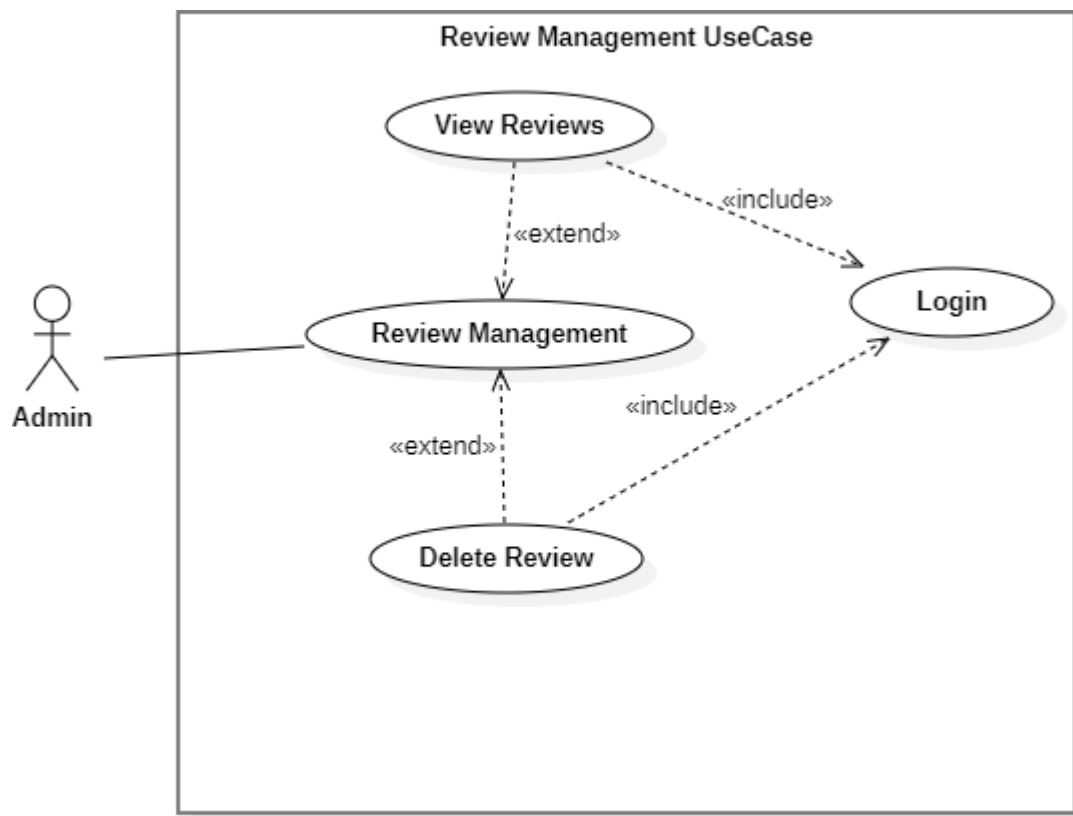 Review Management UseCase
View Reviews
«include»
«extend»
Login
Review Management
Admin
«include»
«extend»
Delete Review